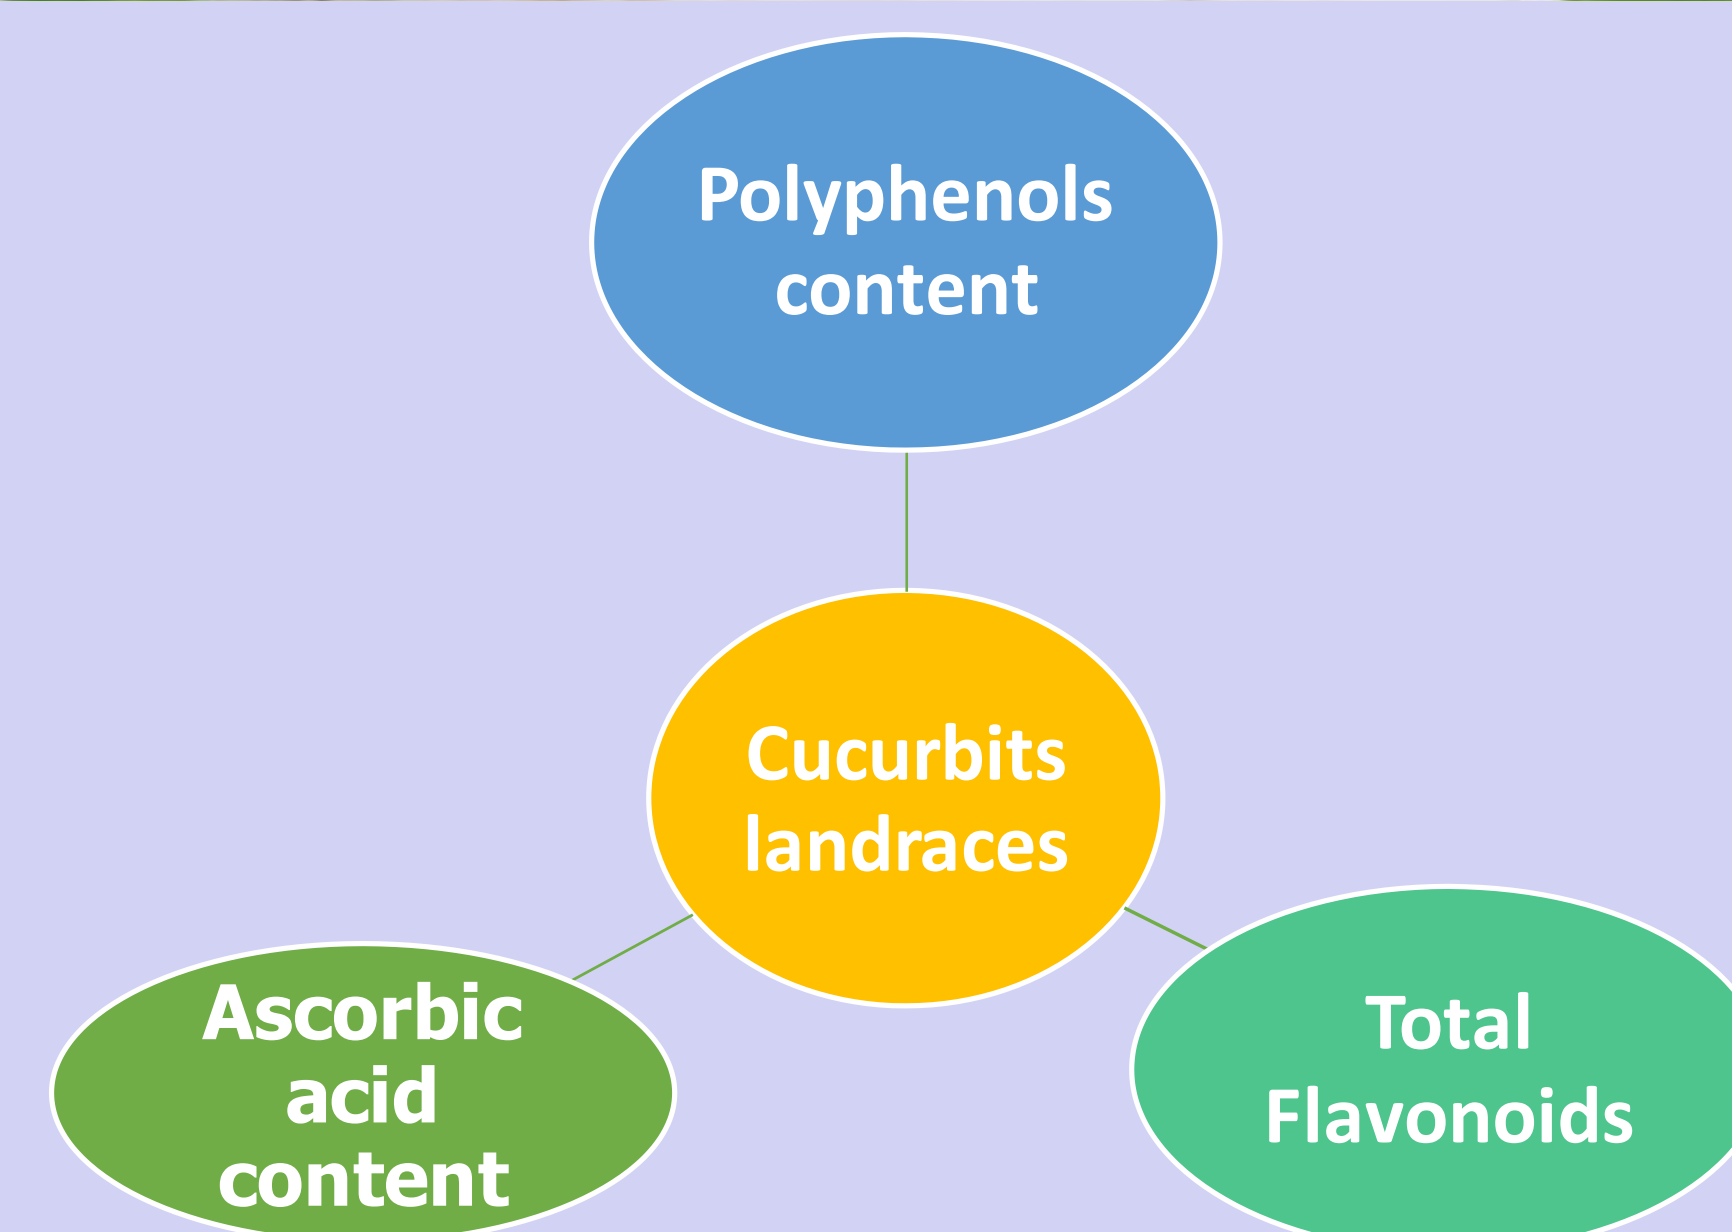 Polyphenols
content
Cucurbits
landraces
Ascorbic
acid
content
Total
Flavonoids